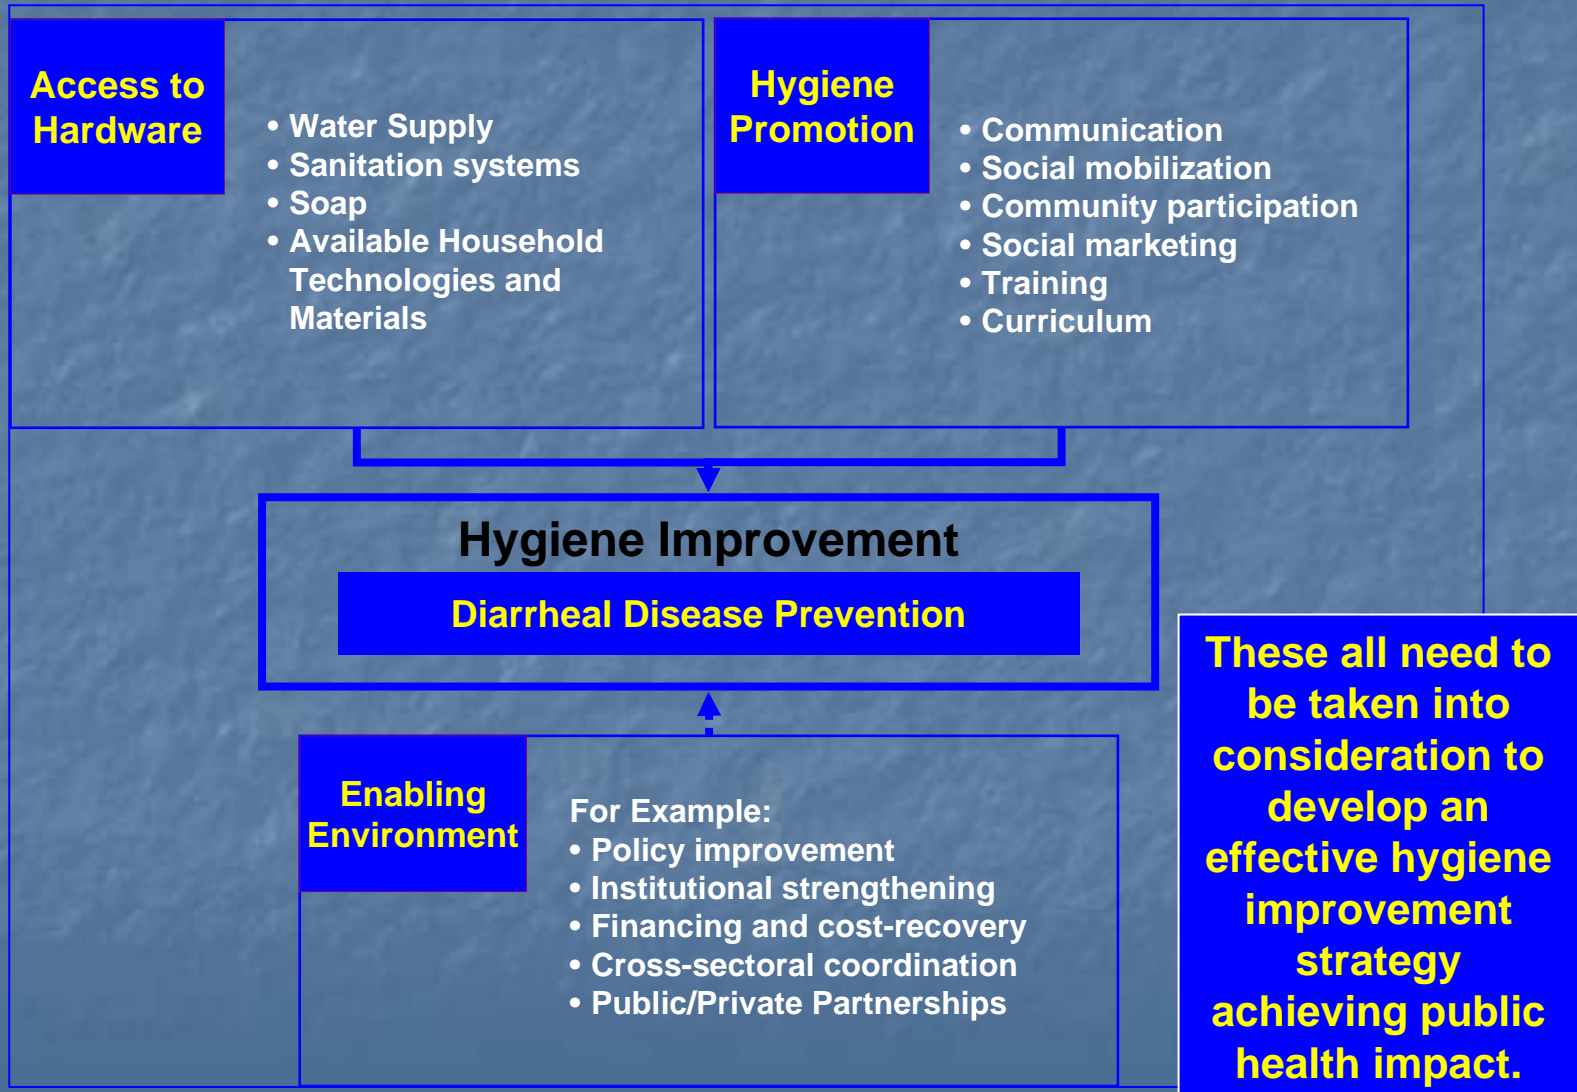 Access to
Hardware
• Water Supply
• Sanitation systems
• Soap
• Available Household
Technologies and
Materials
Hygiene
Promotion
• Communication
• Social mobilization
• Community participation
• Social marketing
• Training
• Curriculum
Hygiene Improvement
Diarrheal Disease Prevention
Enabling
Environment
For Example:
• Policy improvement
• Institutional strengthening
• Financing and cost-recovery
• Cross-sectoral coordination
• Public/Private Partnerships
These all need to
be taken into
consideration to
develop an
effective hygiene
improvement
strategy
achieving public
health impact.